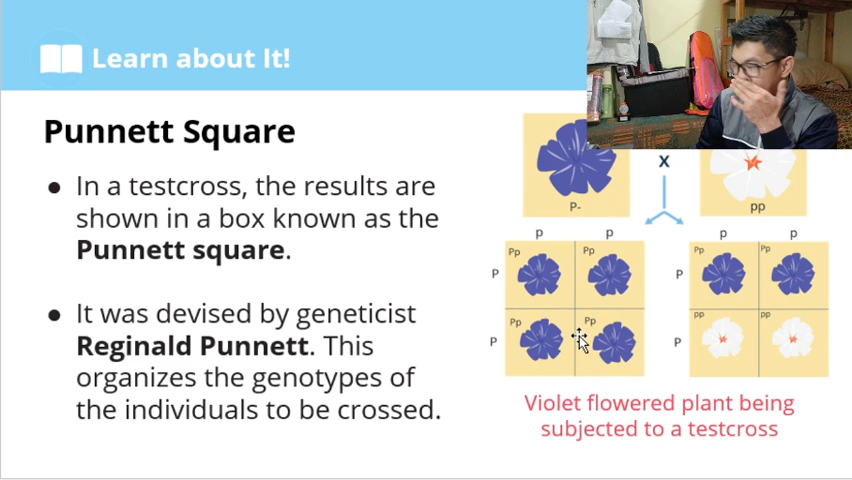 Learn about It!
Punnett Square
● In a testcross, the results are
shown in a box known as the
Punnett square.
● It was devised by geneticist
Reginald Punnett. This
organizes the genotypes of
the individuals to be crossed.
P-
X
pp
p p
P Pp Pp
P Pp Pp
p p
P Pp Pp
P pp pp
Violet flowered plant being
subjected to a testcross